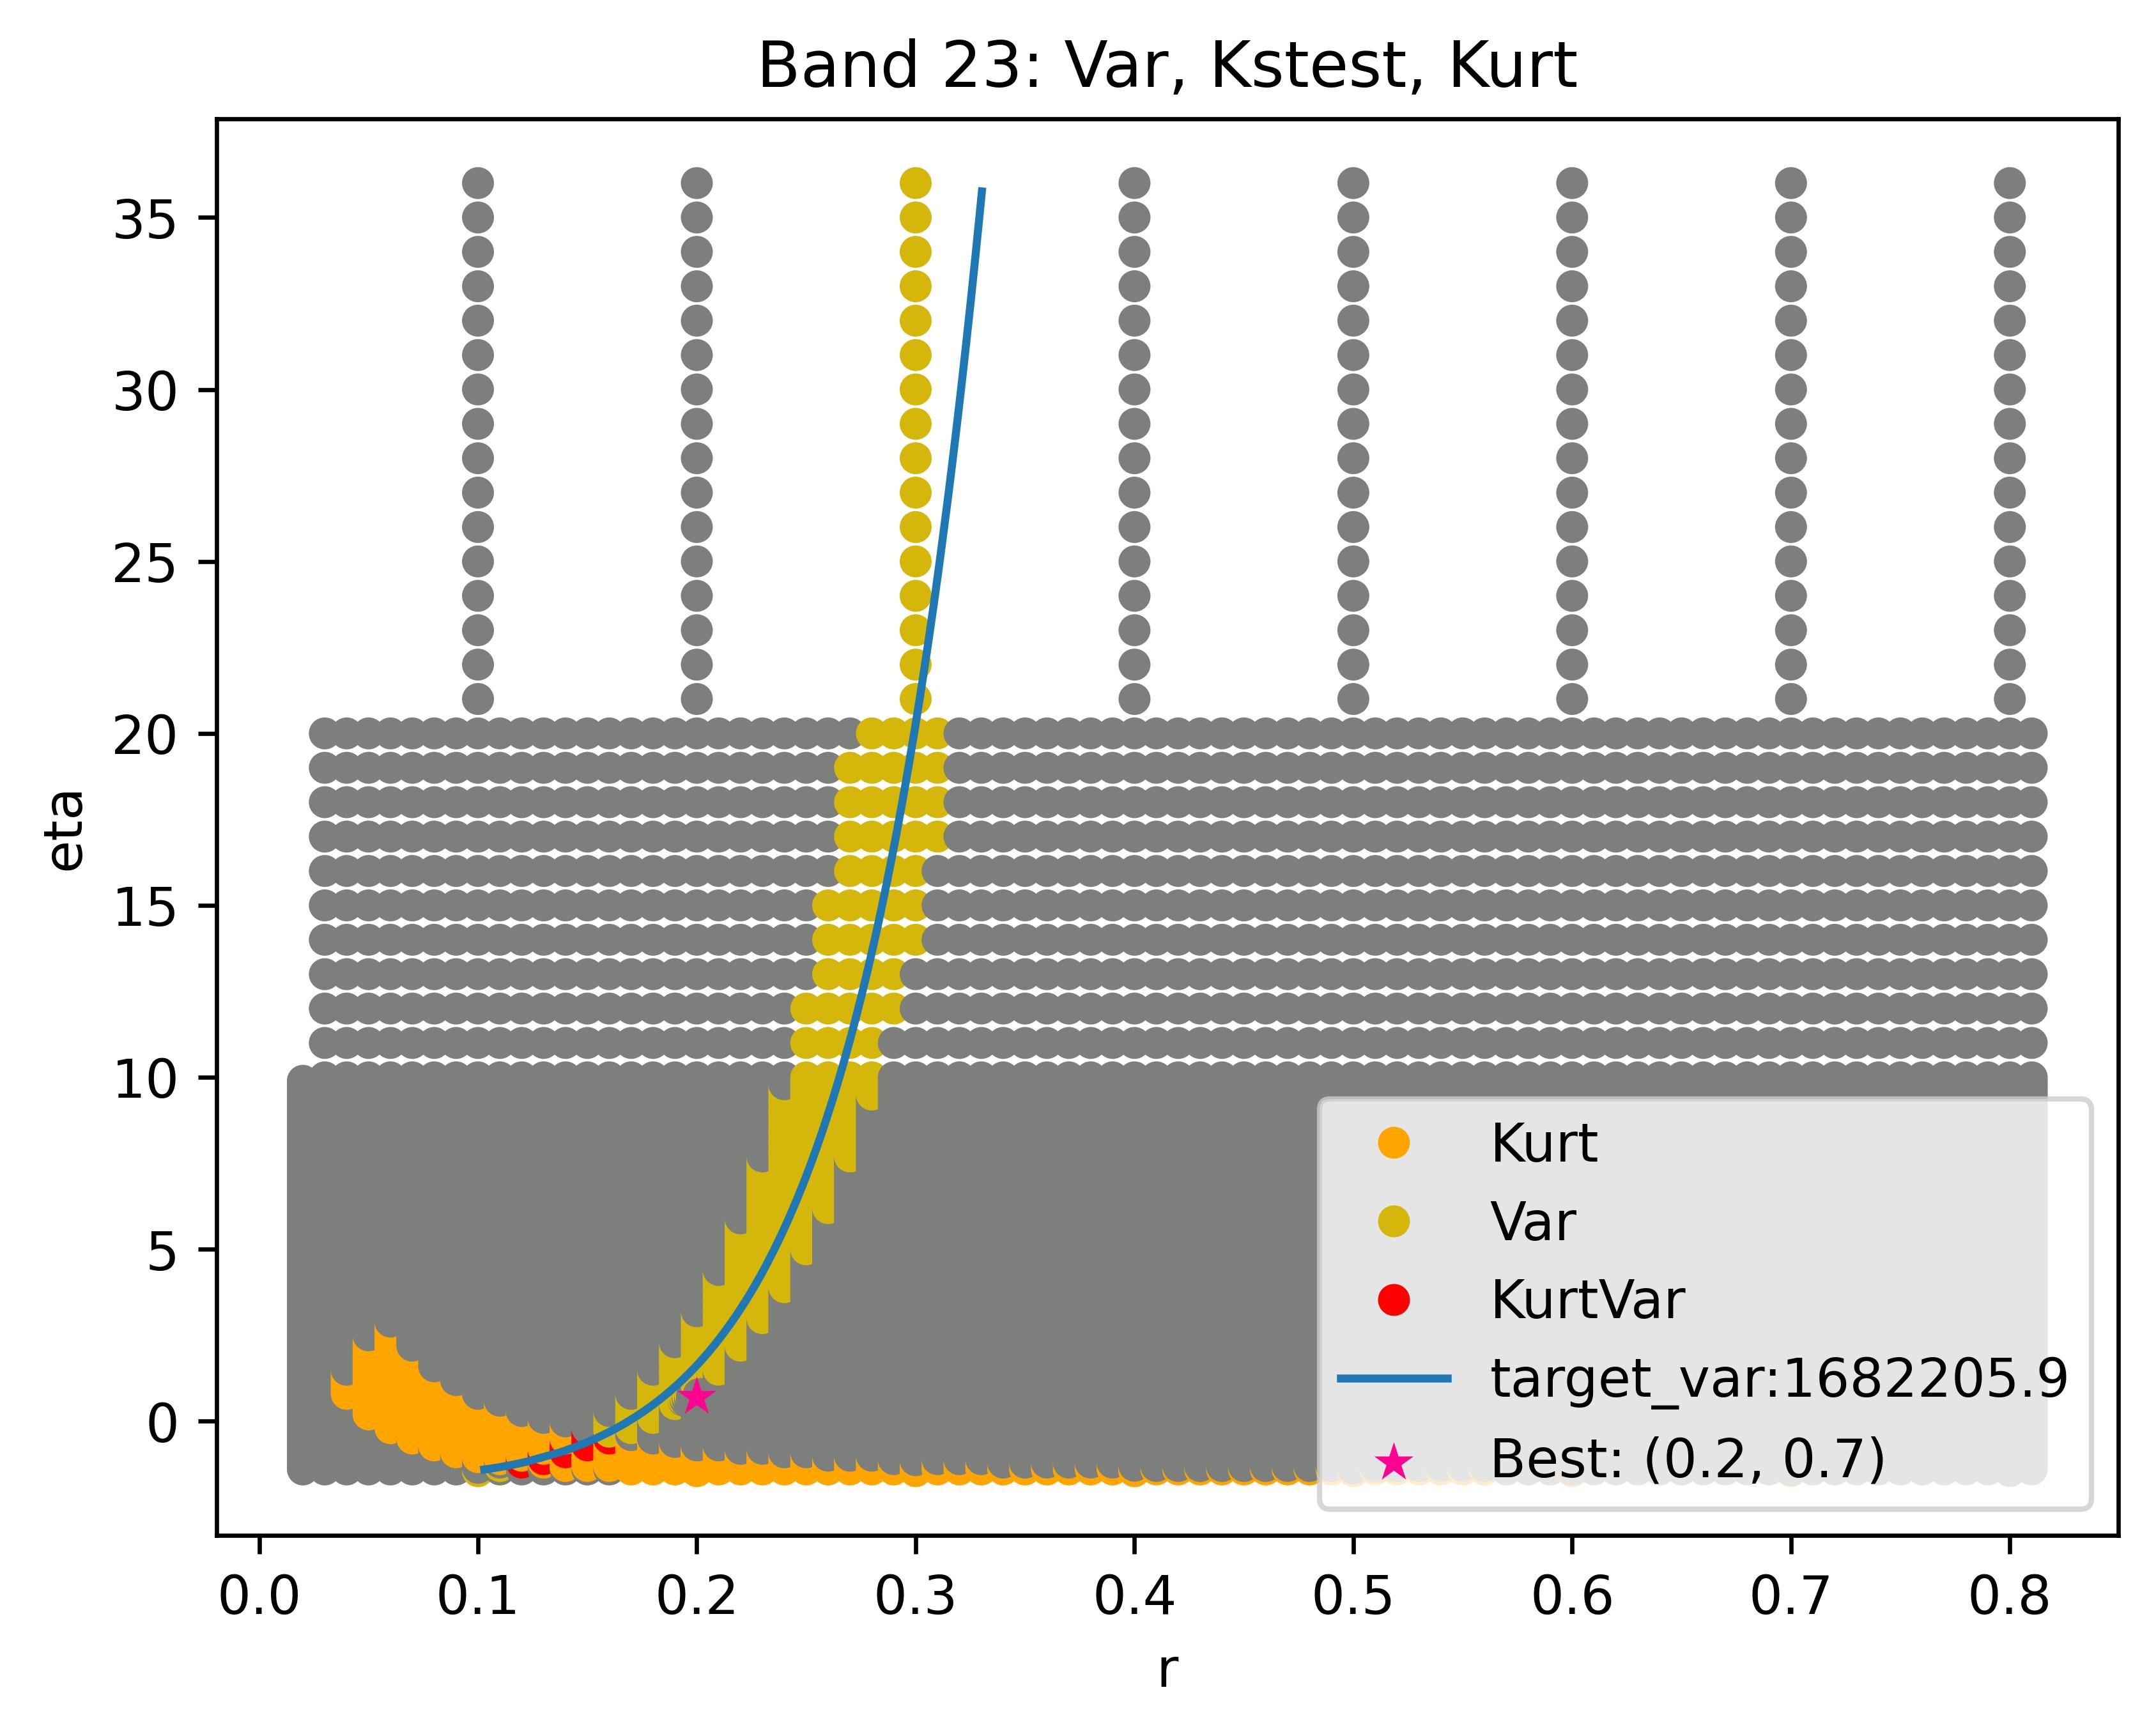 Band 23: Var, Kstest, Kurt
35
30
25
20
15
10
5
0
eta
Kurt
Var
KurtVar
target_var:1682205.9
Best: (0.2, 0.7)
0.0 0.1 0.2 0.3 0.4 0.5 0.6 0.7 0.8
r